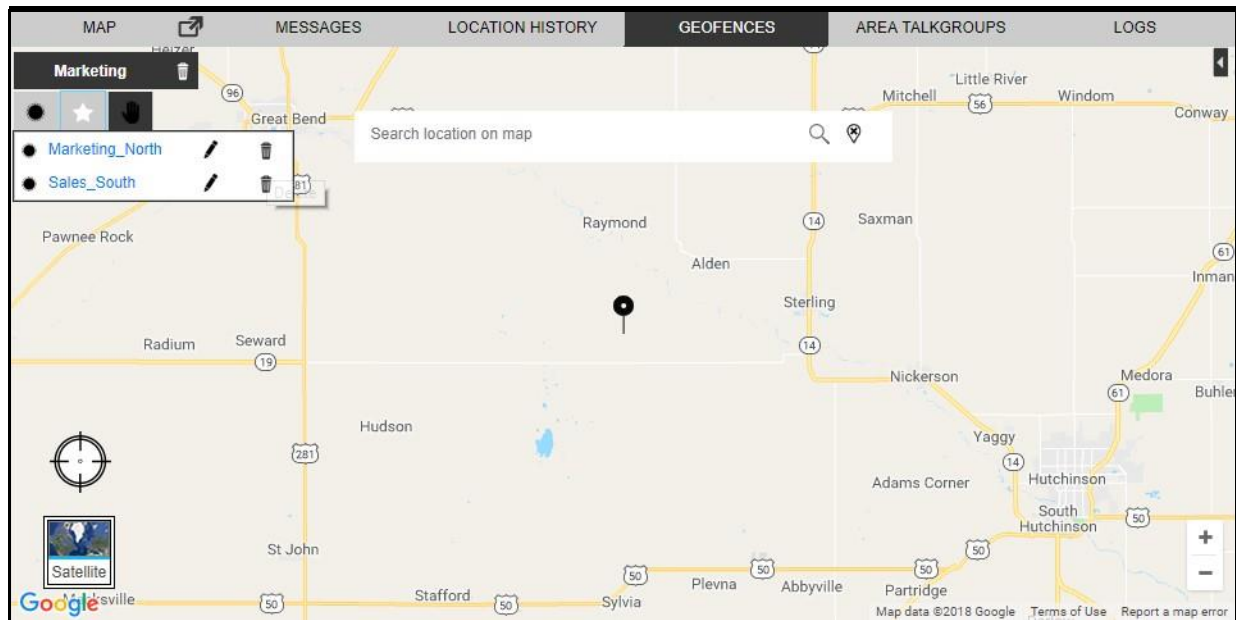 MAP
MESSAGES
LOCATION HISTORY
GEOFENCES
AREA TALKGROUPS
LOGS
Heizer
14
Marketing
Little River
Mitchell
56
Windom
96
Great Bend
Search location on map
Conway
Marketing_North
Sales_South
281
Delete
Raymond
14
Saxman
Pawnee Rock
61
Alden
Inman
Sterling
Radium
Seward
19
14
Nickerson
Medora
61
Buhler
Hudson
281
Yaggy
14
Adams Corner
Hutchinson
South
Hutchinson
50
+
St John
50
Satellite
50
50
50
Plevna
Abbyville
Partridge
−
Google
Macksville
50
Stafford
50
Sylvia
Map data ©2018 Google
Terms of Use
Report a map error